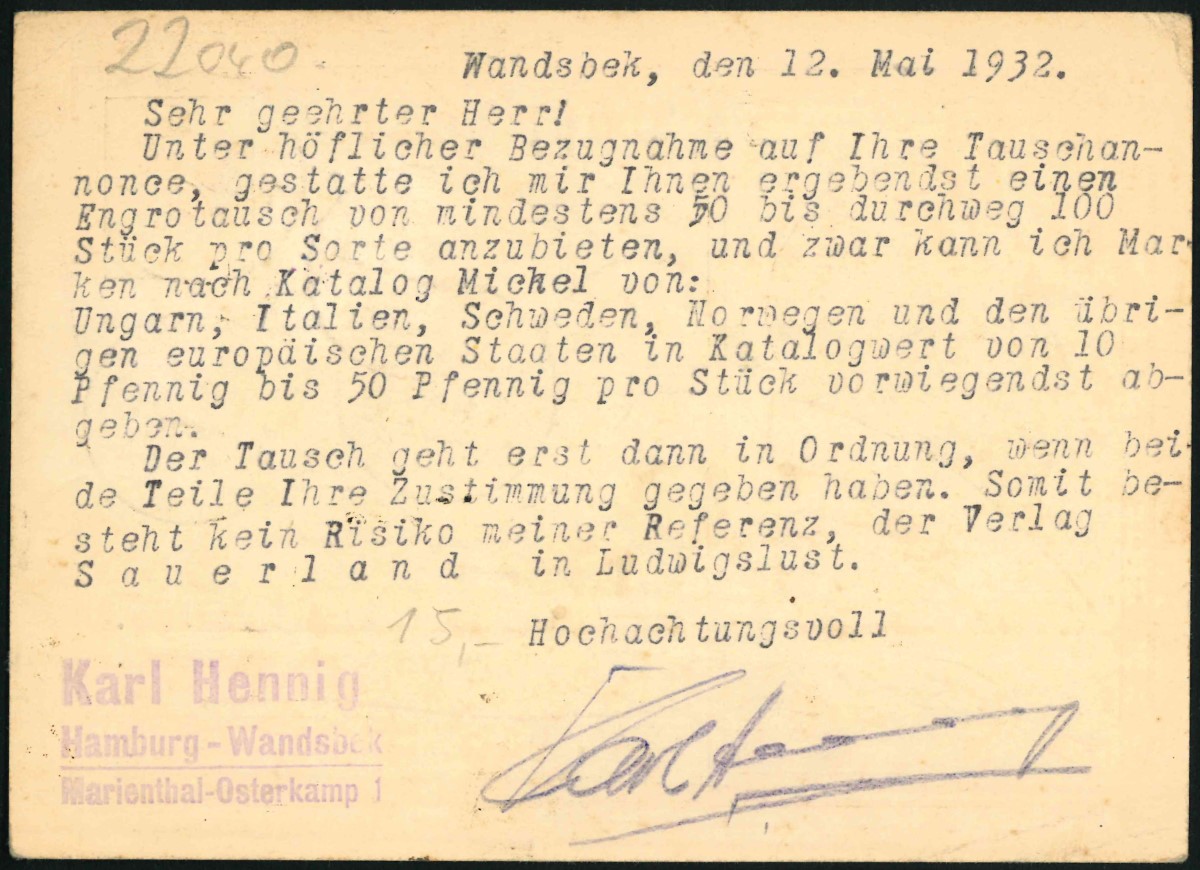 22040
Wandsbek, den 12. Mai 1932.
Sehr geehrter Herr!
Unter höflicher Bezugnahme auf Ihre Tauschan-
nonce, gestatte ich mir Ihnen ergebendst einen
Engrotausch von mindestens 50 bis durchweg 100
Stück pro Sorte anzubieten, und zwar kann ich Mar-
ken nach Katalog Michel von:
Ungarn, Italien, Schweden, Norwegen und den übri-
gen europäischen Staaten in Katalogwert von 10
Pfennig bis 50 Pfennig pro Stück vorwiegendst ab-
geben.
Der Tausch geht erst dann in Ordnung, wenn bei-
de Teile Ihre Zustimmung gegeben haben. Somit be-
steht kein Risiko meiner Referenz, der Verlag
S a u e r l a n d in Ludwigslust.
15,-
Hochachtungsvoll
Karl Hennig
Hamburg-Wandsbek
Marienthal-Osterkamp 1
Karl